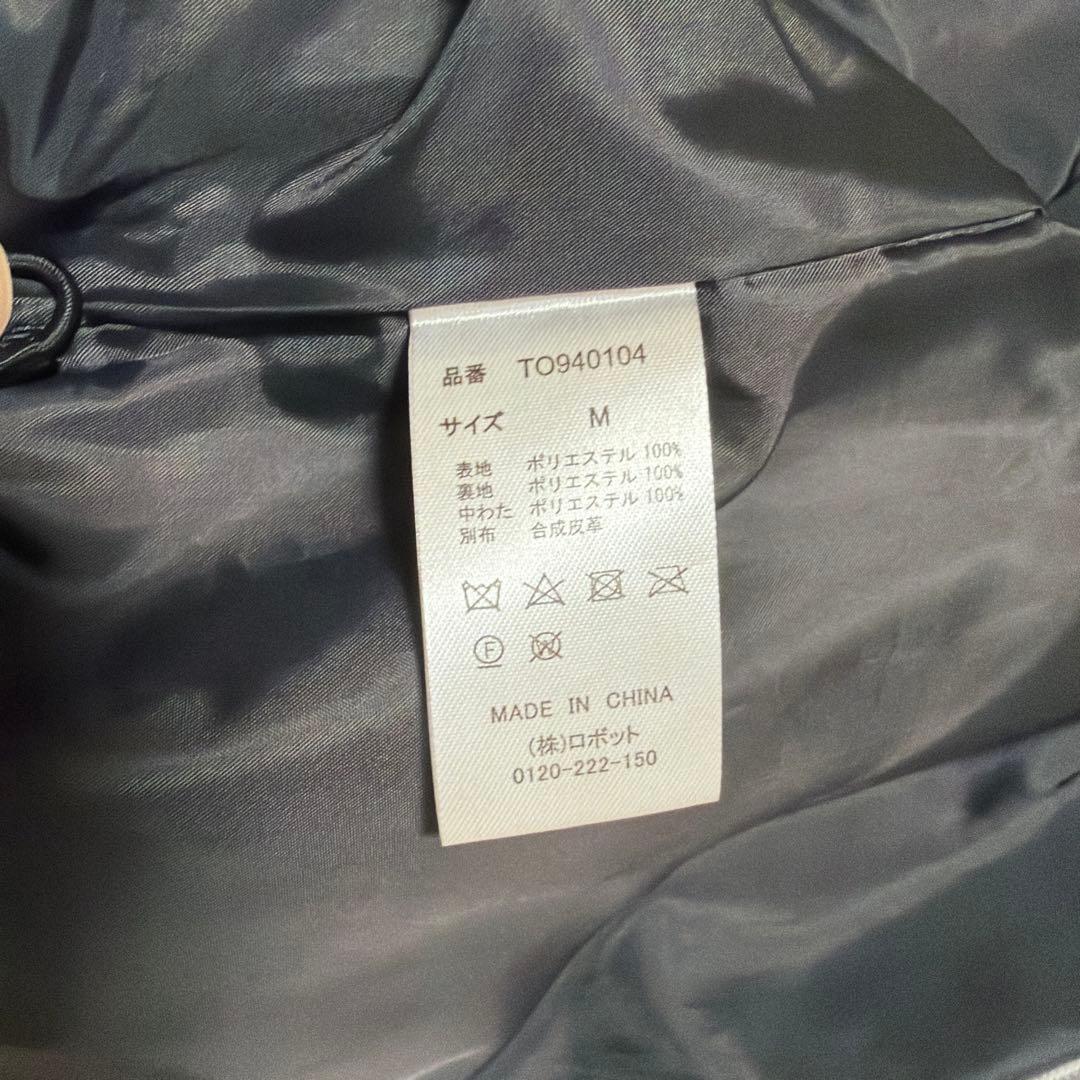 品番 TO940104
サイズ M
表地 ポリエステル 100%
裏地 ポリエステル 100%
中わた ポリエステル 100%
別布 合成皮革
F
W
MADE IN CHINA
(株)ロボット
0120-222-150